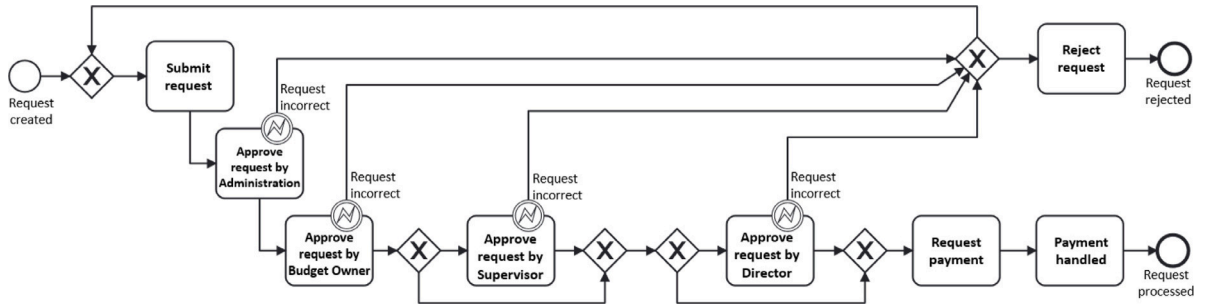 Request
created
X
Submit
request
Request
incorrect
Approve
request by
Administration
Request
incorrect
Approve
request by
Budget Owner
X
Request
incorrect
Approve
request by
Supervisor
X
X
Request
incorrect
Approve
request by
Director
X
Request
payment
Payment
handled
Request
processed
X
Reject
request
Request
rejected